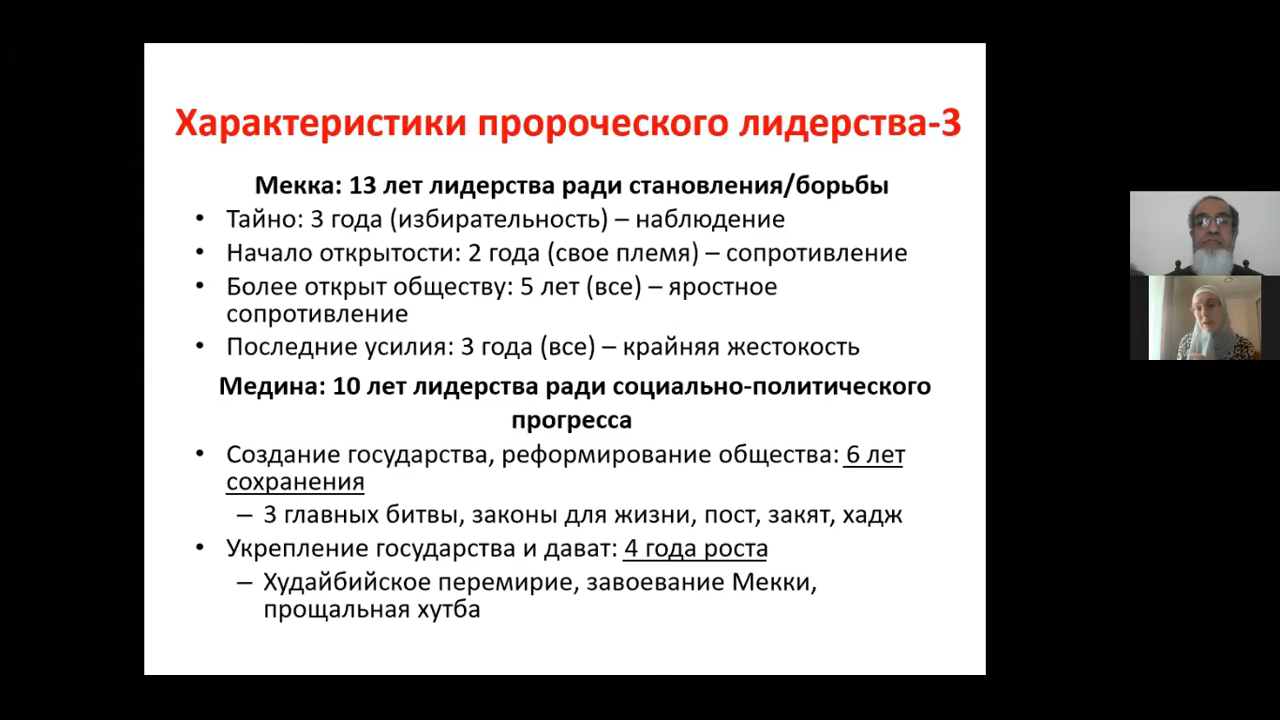 Характеристики пророческого лидерства-3
Мекка: 13 лет лидерства ради становления/борьбы
• Тайно: 3 года (избирательность) – наблюдение
• Начало открытости: 2 года (свое племя) – сопротивление
• Более открыт обществу: 5 лет (все) – яростное
сопротивление
• Последние усилия: 3 года (все) – крайняя жестокость
Медина: 10 лет лидерства ради социально-политического
прогресса
• Создание государства, реформирование общества: 6 лет
сохранения
– 3 главных битвы, законы для жизни, пост, закят, хадж
• Укрепление государства и дават: 4 года роста
– Худайбийское перемирие, завоевание Мекки,
прощальная хутба